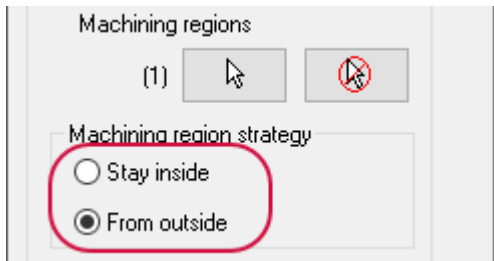 Machining regions
(1)
Machining region strategy
Stay inside
From outside